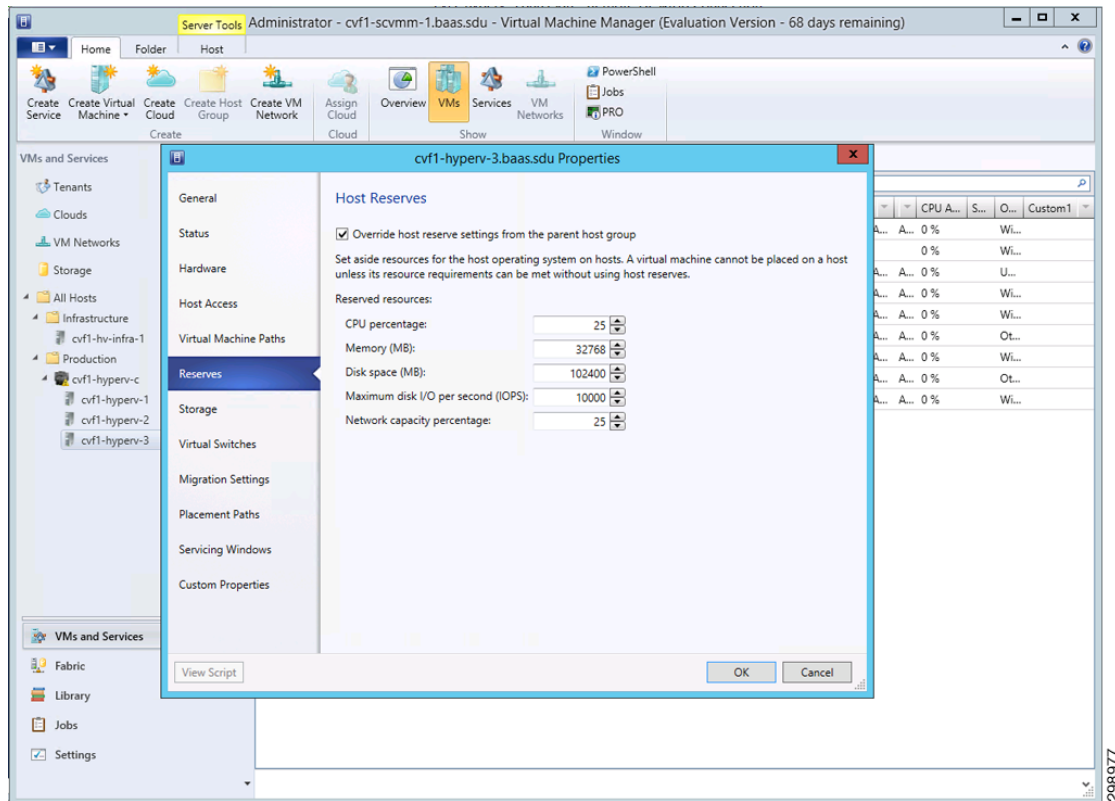 Server Tools
Administrator - cvf1-scvmm-1.baas.sdu - Virtual Machine Manager (Evaluation Version - 68 days remaining)
Home Folder Host
Create Service
Create Virtual Machine
Create Cloud
Create Host Group
Create VM Network
Assign Cloud
Overview
VMs
Services
VM Networks
PowerShell
Jobs
PRO
Create Cloud Show Window
VMs and Services
Tenants
Clouds
VM Networks
Storage
All Hosts
Infrastructure
cvf1-hv-infra-1
Production
cvf1-hyperv-c
cvf1-hyperv-1
cvf1-hyperv-2
cvf1-hyperv-3
VMs and Services
Fabric
Library
Jobs
Settings
cvf1-hyperv-3.baas.sdu Properties
General
Status
Hardware
Host Access
Virtual Machine Paths
Reserves
Storage
Virtual Switches
Migration Settings
Placement Paths
Servicing Windows
Custom Properties
Host Reserves
Override host reserve settings from the parent host group
Set aside resources for the host operating system on hosts. A virtual machine cannot be placed on a host
unless its resource requirements can be met without using host reserves.
Reserved resources:
CPU percentage: 25
Memory (MB): 32768
Disk space (MB): 102400
Maximum disk I/O per second (IOPS): 10000
Network capacity percentage: 25
View Script OK Cancel
CPU A... S... O... Custom1
A... A... 0 % Wi...
0 % Wi...
A... A... 0 % U...
A... A... 0 % Wi...
A... A... 0 % Wi...
A... A... 0 % Ot...
A... A... 0 % Wi...
A... A... 0 % Ot...
A... A... 0 % Wi...
298977